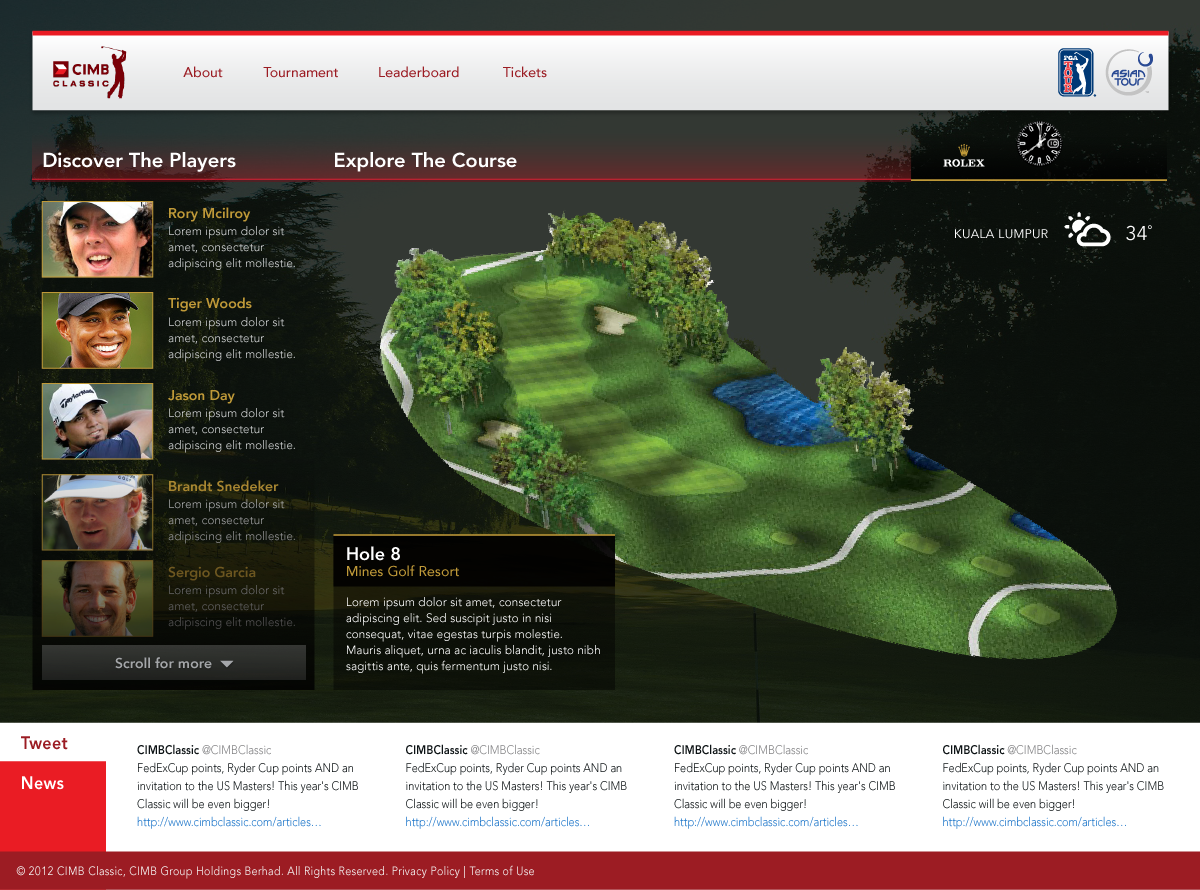 CIMB
CLASSIC
About
Tournament
Leaderboard
Tickets
PGA
TOUR
ASIAN
TOUR
Discover The Players
Explore The Course
ROLEX
KUALA LUMPUR
34°
Rory Mcilroy
Lorem ipsum dolor sit
amet, consectetur
adipiscing elit mollestie.
Tiger Woods
Lorem ipsum dolor sit
amet, consectetur
adipiscing elit mollestie.
TaylorMade
Jason Day
Lorem ipsum dolor sit
amet, consectetur
adipiscing elit mollestie.
Brandt Snedeker
Lorem ipsum dolor sit
amet, consectetur
adipiscing elit mollestie.
Sergio Garcia
Lorem ipsum dolor sit
amet, consectetur
adipiscing elit mollestie.
Scroll for more
Hole 8
Mines Golf Resort
Lorem ipsum dolor sit amet, consectetur
adipiscing elit. Sed suscipit justo in nisi
consequat, vitae egestas turpis molestie.
Mauris aliquet, urna ac iaculis blandit, justo nibh
sagittis ante, quis fermentum justo nisi.
Tweet
News
CIMBClassic @CIMBClassic
FedExCup points, Ryder Cup points AND an
invitation to the US Masters! This year's CIMB
Classic will be even bigger!
http://www.cimbclassic.com/articles…
CIMBClassic @CIMBClassic
FedExCup points, Ryder Cup points AND an
invitation to the US Masters! This year's CIMB
Classic will be even bigger!
http://www.cimbclassic.com/articles…
CIMBClassic @CIMBClassic
FedExCup points, Ryder Cup points AND an
invitation to the US Masters! This year's CIMB
Classic will be even bigger!
http://www.cimbclassic.com/articles…
CIMBClassic @CIMBClassic
FedExCup points, Ryder Cup points AND an
invitation to the US Masters! This year's CIMB
Classic will be even bigger!
http://www.cimbclassic.com/articles…
© 2012 CIMB Classic, CIMB Group Holdings Berhad. All Rights Reserved. Privacy Policy | Terms of Use